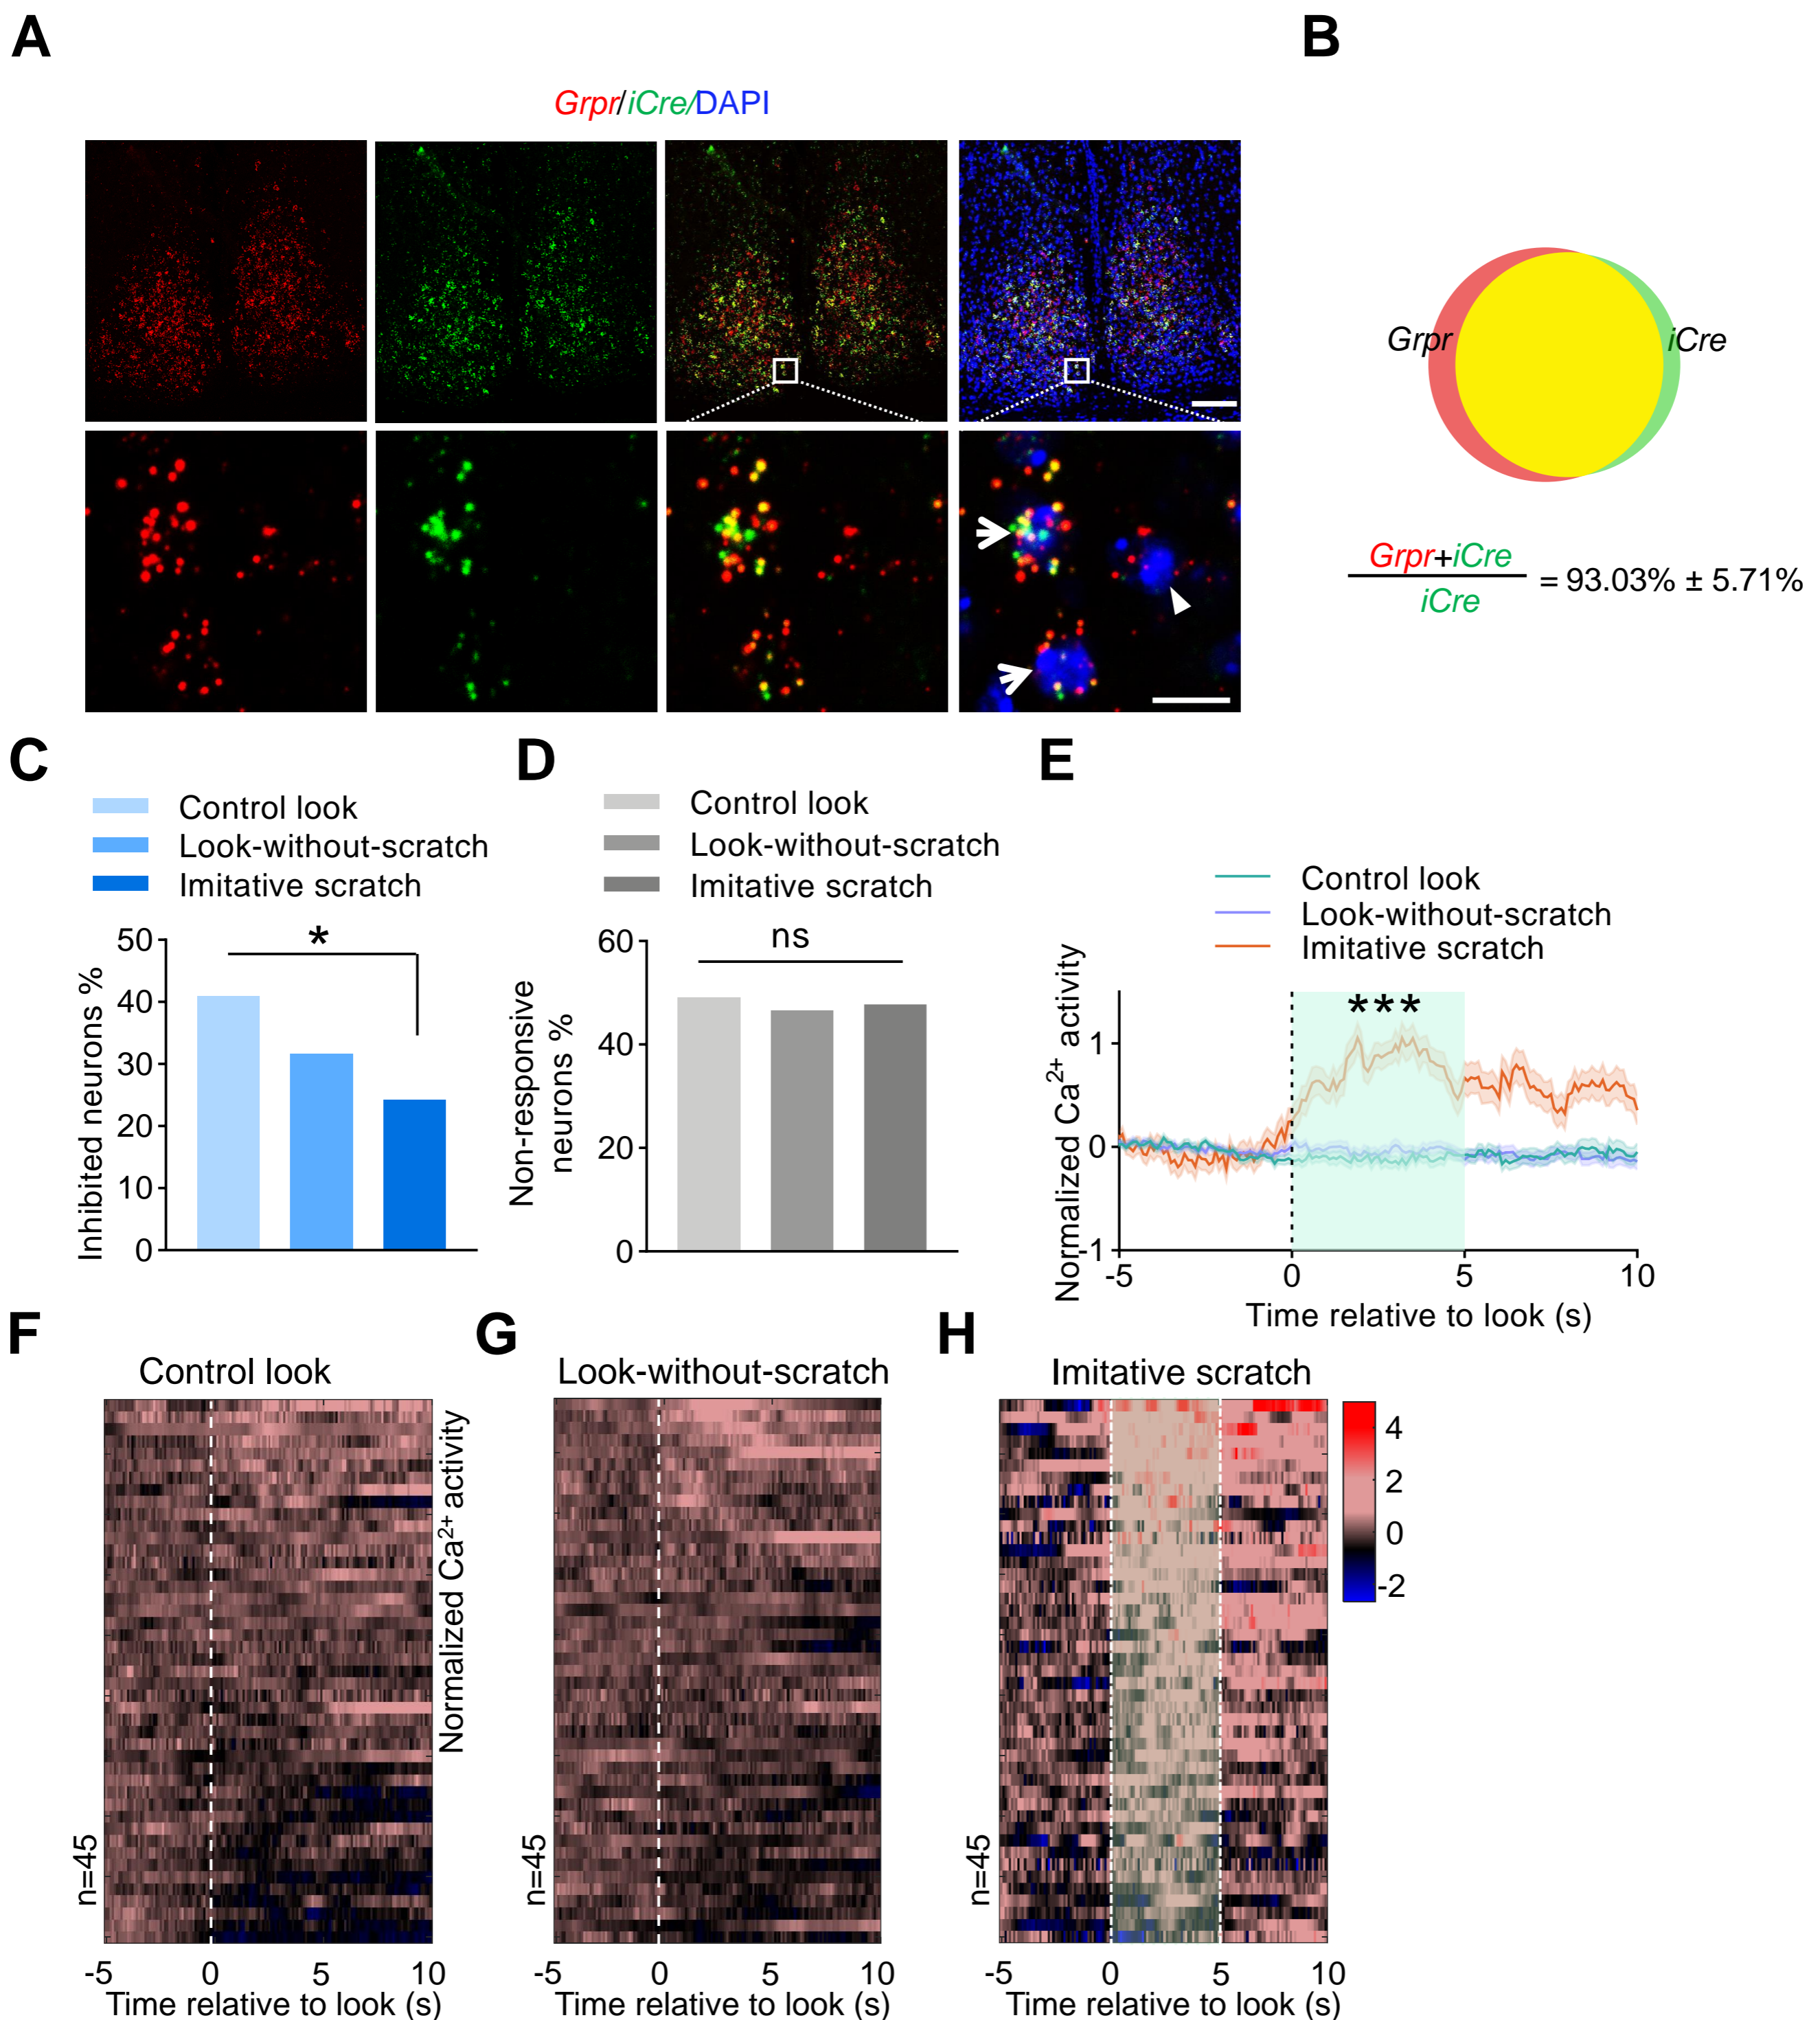 A
B
Grpr/iCre/DAPI
Grpr
iCre
Grpr+iCre
iCre
= 93.03% ± 5.71%
C
D
E
Control look
Look-without-scratch
Imitative scratch
Control look
Look-without-scratch
Imitative scratch
Control look
Look-without-scratch
Imitative scratch
Inhibited neurons %
50
40
30
20
10
0
*
Non-responsive
neurons %
60
40
20
0
ns
Normalized Ca2+ activity
1
0
-1
***
-5
0
5
10
Time relative to look (s)
F
G
H
Control look
Look-without-scratch
Imitative scratch
Normalized Ca2+ activity
4
2
0
-2
n=45
n=45
n=45
-5 0 5 10
-5 0 5 10
-5 0 5 10
Time relative to look (s)
Time relative to look (s)
Time relative to look (s)